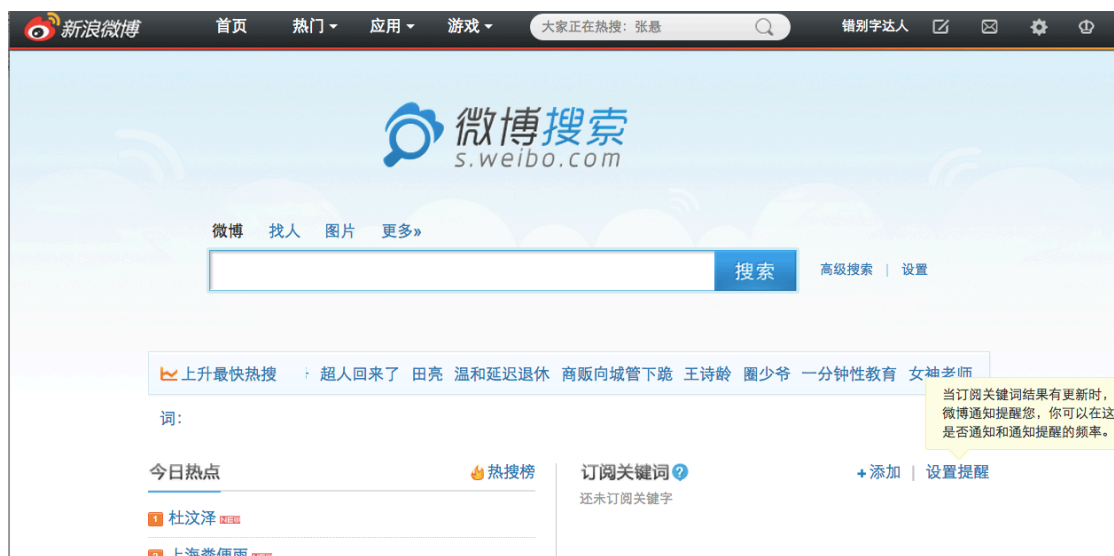 新浪微博 首页 热门 应用 游戏 大家正在热搜：张悬 错别字达人
微博搜索
s.weibo.com
微博 找人 图片 更多»
搜索 高级搜索 | 设置
上升最快热搜 超人回来了 田亮 温和延迟退休 商贩向城管下跪 王诗龄 圈少爷 一分钟性教育 女神老师
词：
当订阅关键词结果有更新时，
微博通知提醒您，你可以在这
是否通知和通知提醒的频率。
今日热点 热搜榜 订阅关键词 ? +添加 | 设置提醒
还未订阅关键字
1 杜汶泽 NEW
2 上海粪便雨 NEW